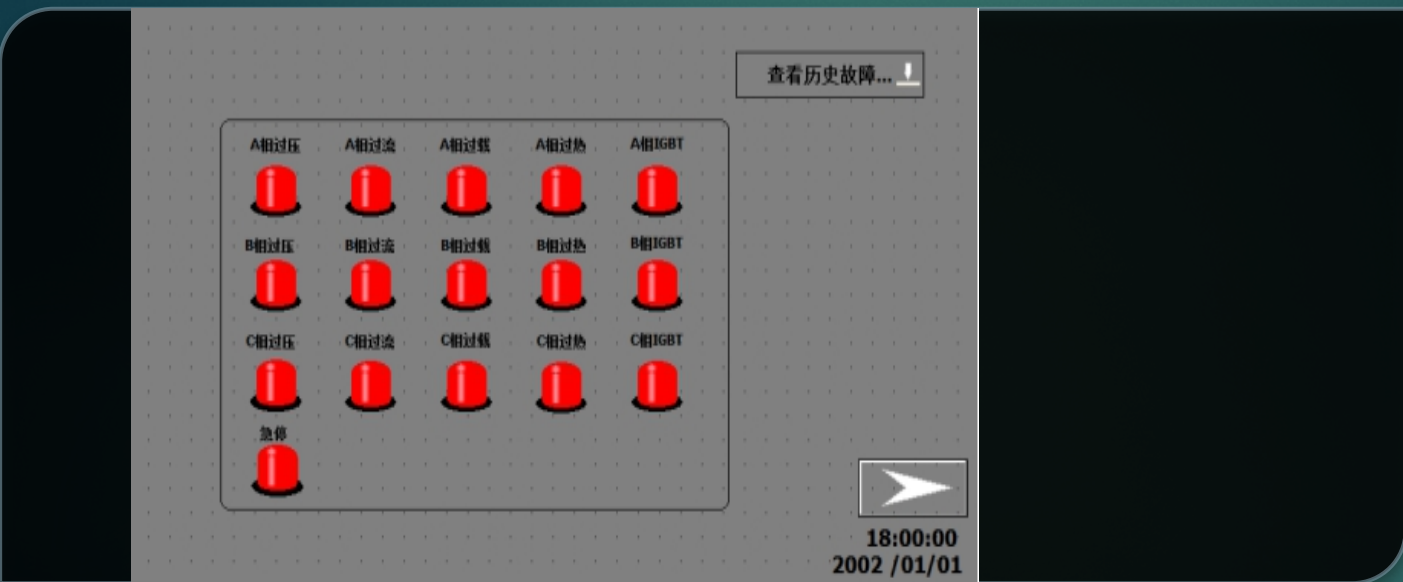 查看历史故障...
A相过压 A相过流 A相过载 A相过热 A相IGBT
B相过压 B相过流 B相过载 B相过热 B相IGBT
C相过压 C相过流 C相过载 C相过热 C相IGBT
急停
18:00:00
2002 /01/01